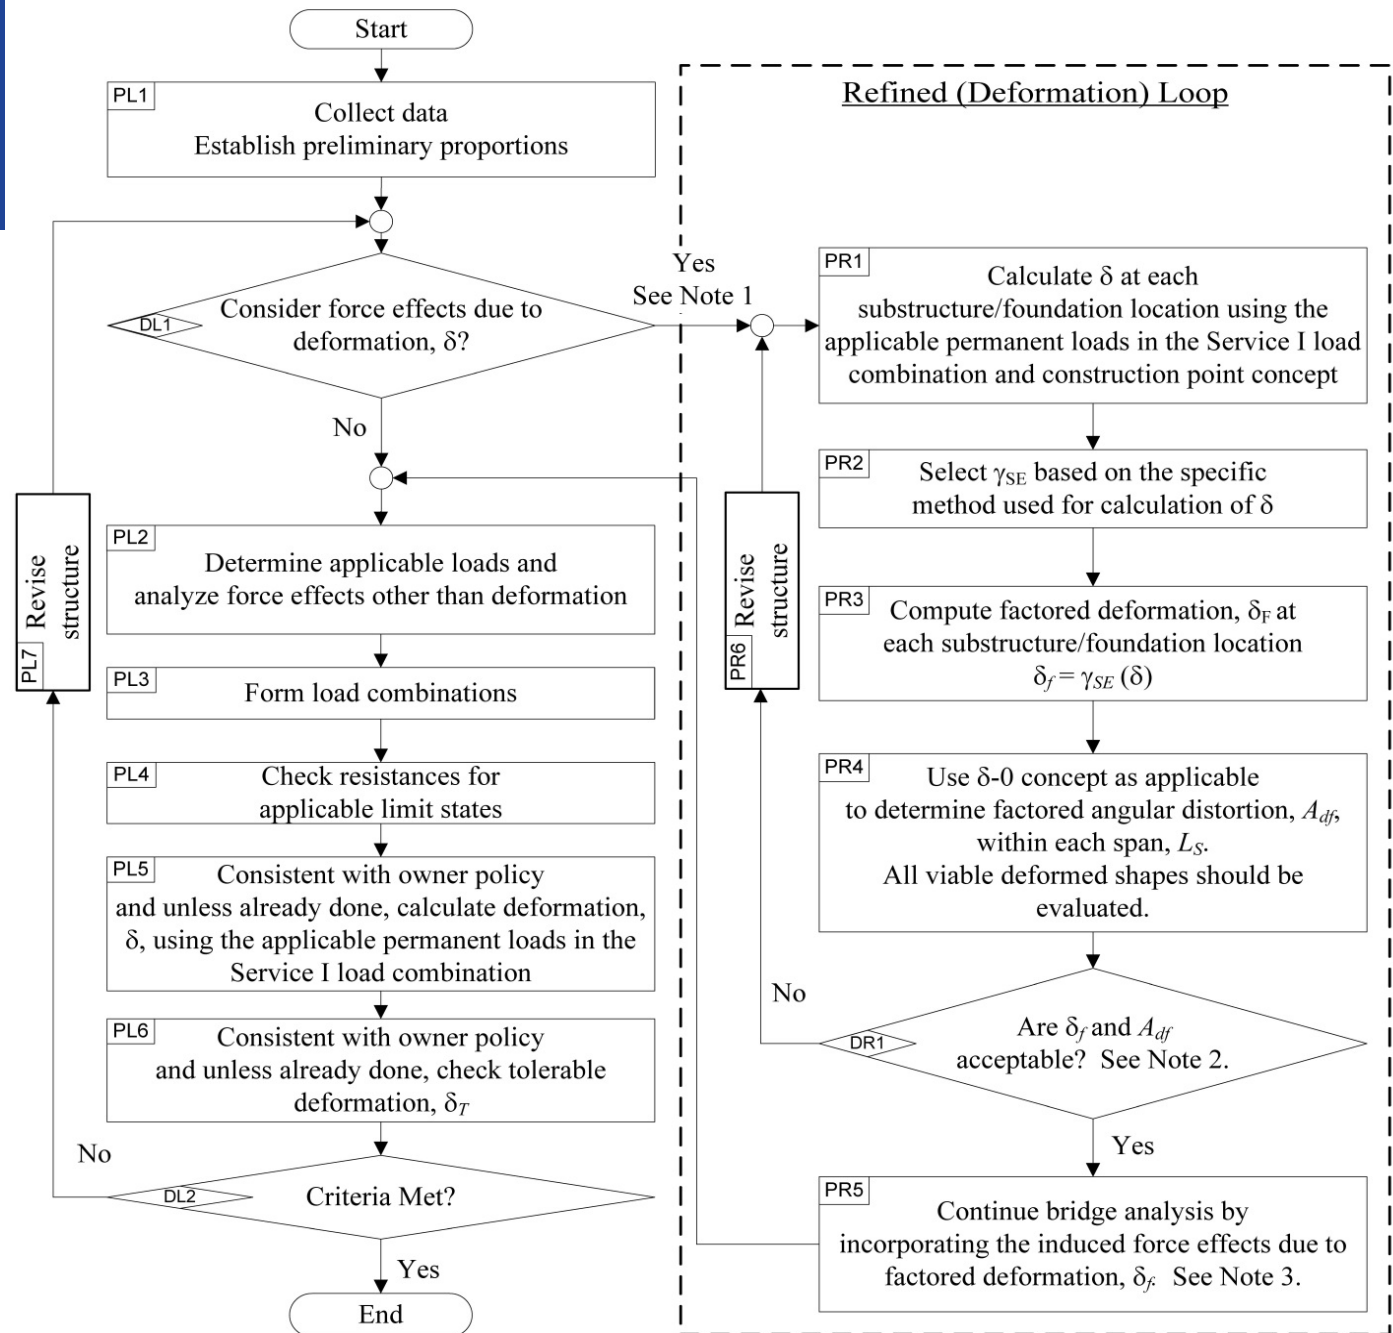 Start
PL1
Collect data
Establish preliminary proportions
DL1
Consider force effects due to
deformation, δ?
Yes
See Note 1
No
PL2
Determine applicable loads and
analyze force effects other than deformation
PL3
Form load combinations
PL4
Check resistances for
applicable limit states
PL5
Consistent with owner policy
and unless already done, calculate deformation,
δ, using the applicable permanent loads in the
Service I load combination
PL6
Consistent with owner policy
and unless already done, check tolerable
deformation, δT
DL2
Criteria Met?
No
Yes
End
PL7
Revise
structure
Refined (Deformation) Loop
PR1
Calculate δ at each
substructure/foundation location using the
applicable permanent loads in the Service I load
combination and construction point concept
PR2
Select γSE based on the specific
method used for calculation of δ
PR3
Compute factored deformation, δF at
each substructure/foundation location
δf = γSE (δ)
PR4
Use δ-0 concept as applicable
to determine factored angular distortion, Adf,
within each span, LS.
All viable deformed shapes should be
evaluated.
DR1
Are δf and Adf
acceptable? See Note 2.
No
Yes
PR5
Continue bridge analysis by
incorporating the induced force effects due to
factored deformation, δf. See Note 3.
PR6
Revise
structure